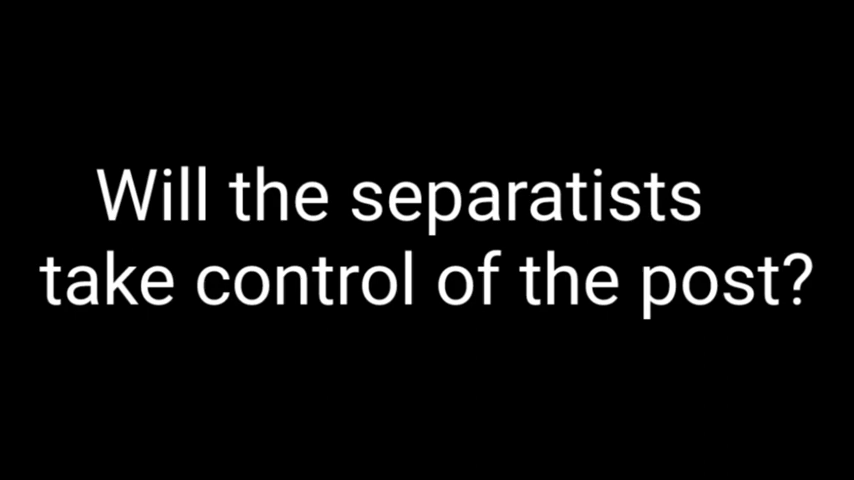 Will the separatists
take control of the post?